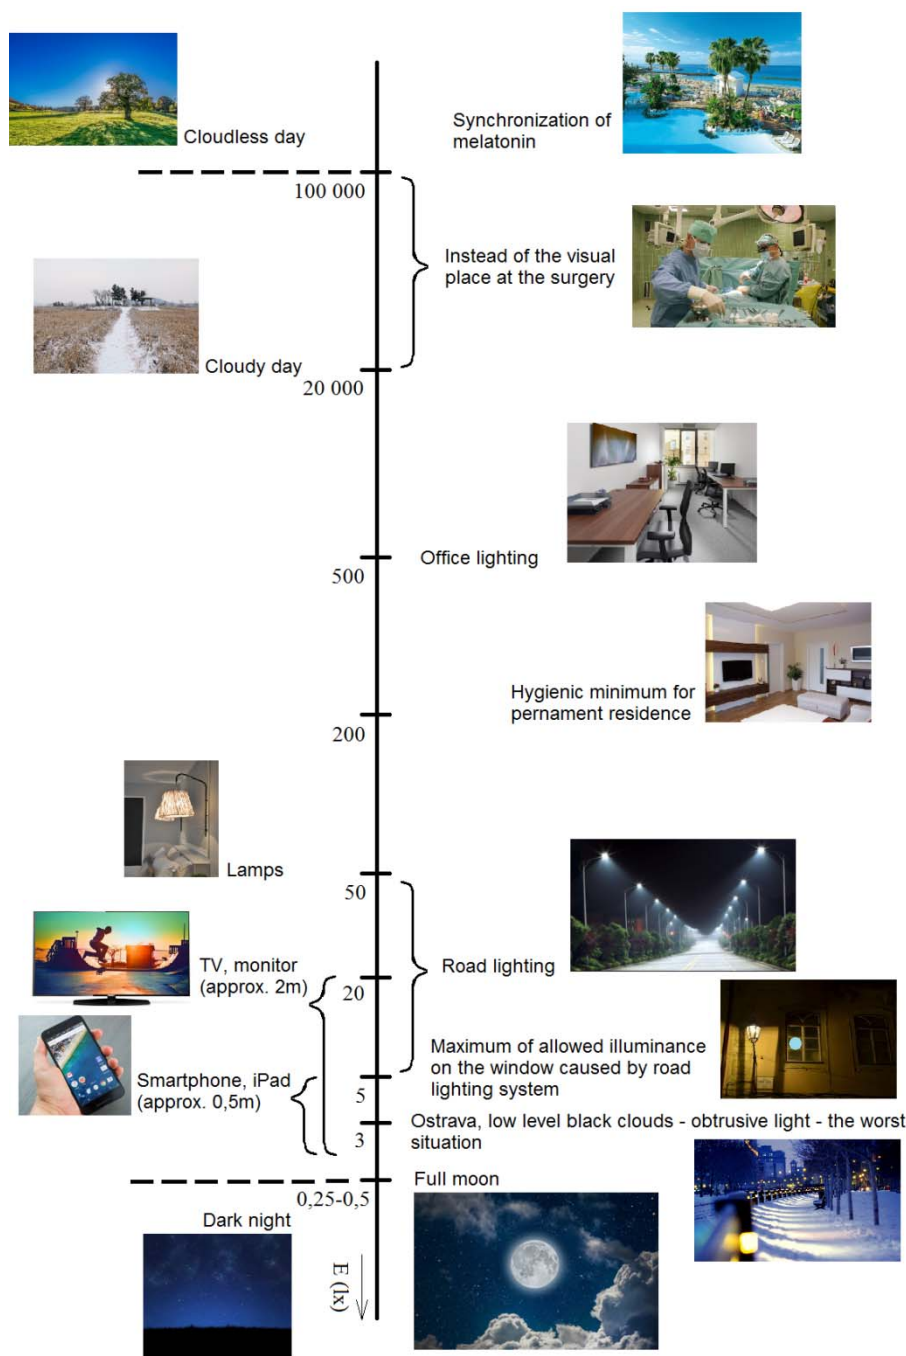 Cloudless day
Synchronization of
melatonin
100 000
Instead of the visual
place at the surgery
Cloudy day
20 000
Office lighting
500
Hygienic minimum for
pernament residence
200
Lamps
50
TV, monitor
(approx. 2m)
Road lighting
20
Maximum of allowed illuminance
on the window caused by road
lighting system
Smartphone, iPad
(approx. 0,5m)
5
Ostrava, low level black clouds - obtrusive light - the worst
situation
3
Full moon
0,25-0,5
Dark night
E (lx)